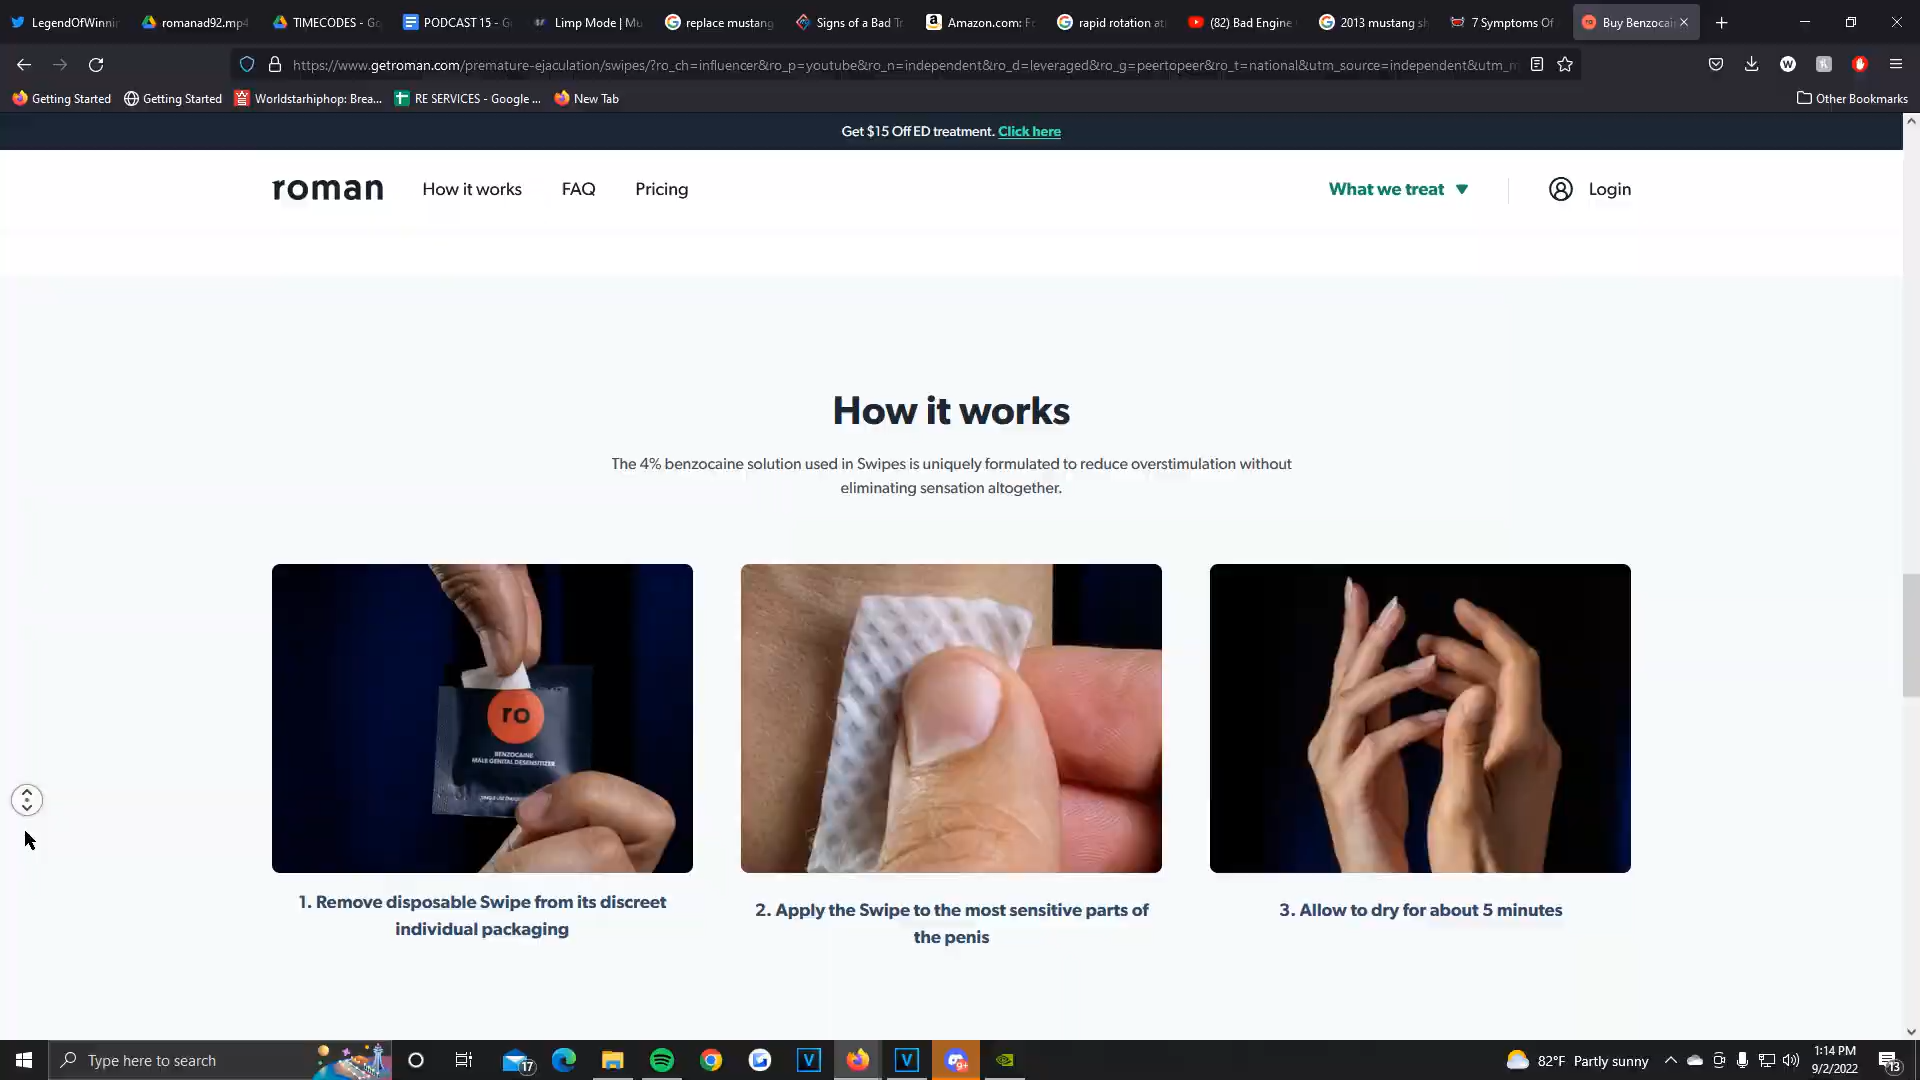 LegendOfWinni
romanad92.mp4
TIMECODES - Go
PODCAST 15 - G
Limp Mode | Mu
replace mustang
Signs of a Bad Tr
Amazon.com: Fo
rapid rotation at
(82) Bad Engine
2013 mustang sh
7 Symptoms Of
ro
Buy Benzocai
https://www.getroman.com/premature-ejaculation/swipes/?ro_ch=influencer&ro_p=youtube&ro_n=independent&ro_d=leveraged&ro_g=peertopeer&ro_t=national&utm_source=independent&utm_m
Getting Started
Getting Started
Worldstarhiphop: Brea...
RE SERVICES - Google ...
New Tab
Other Bookmarks
Get $15 Off ED treatment. Click here
roman
How it works
FAQ
Pricing
What we treat
Login
How it works
The 4% benzocaine solution used in Swipes is uniquely formulated to reduce overstimulation without
eliminating sensation altogether.
ro
BENZOCAINE
MALE GENITAL DESENSITIZER
1. Remove disposable Swipe from its discreet
individual packaging
2. Apply the Swipe to the most sensitive parts of
the penis
3. Allow to dry for about 5 minutes
Type here to search
17
9+
82°F Partly sunny
1:14 PM
9/2/2022
13